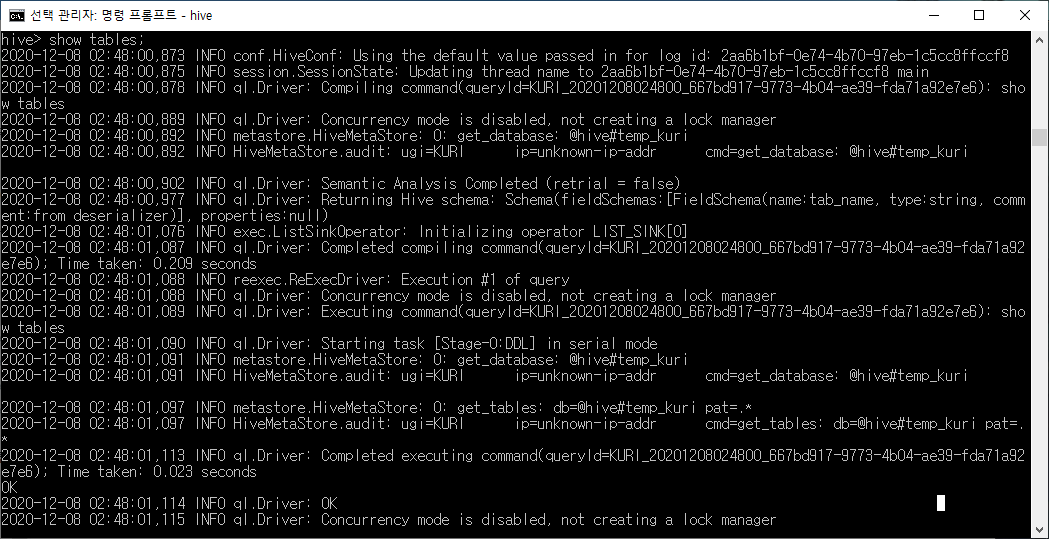 선택 관리자: 명령 프롬프트 - hive
hive> show tables;
2020-12-08 02:48:00,873 INFO conf.HiveConf: Using the default value passed in for log id: 2aa6b1bf-0e74-4b70-97eb-1c5cc8ffccf8
2020-12-08 02:48:00,875 INFO session.SessionState: Updating thread name to 2aa6b1bf-0e74-4b70-97eb-1c5cc8ffccf8 main
2020-12-08 02:48:00,878 INFO ql.Driver: Compiling command(queryId=KURI_20201208024800_667bd917-9773-4b04-ae39-fda71a92e7e6): sho
w tables
2020-12-08 02:48:00,889 INFO ql.Driver: Concurrency mode is disabled, not creating a lock manager
2020-12-08 02:48:00,892 INFO metastore.HiveMetaStore: 0: get_database: @hive#temp_kuri
2020-12-08 02:48:00,892 INFO HiveMetaStore.audit: ugi=KURI      ip=unknown-ip-addr      cmd=get_database: @hive#temp_kuri
2020-12-08 02:48:00,902 INFO ql.Driver: Semantic Analysis Completed (retrial = false)
2020-12-08 02:48:00,977 INFO ql.Driver: Returning Hive schema: Schema(fieldSchemas:[FieldSchema(name:tab_name, type:string, comm
ent:from deserializer)], properties:null)
2020-12-08 02:48:01,076 INFO exec.ListSinkOperator: Initializing operator LIST_SINK[0]
2020-12-08 02:48:01,087 INFO ql.Driver: Completed compiling command(queryId=KURI_20201208024800_667bd917-9773-4b04-ae39-fda71a92
e7e6); Time taken: 0.209 seconds
2020-12-08 02:48:01,088 INFO reexec.ReExecDriver: Execution #1 of query
2020-12-08 02:48:01,088 INFO ql.Driver: Concurrency mode is disabled, not creating a lock manager
2020-12-08 02:48:01,089 INFO ql.Driver: Executing command(queryId=KURI_20201208024800_667bd917-9773-4b04-ae39-fda71a92e7e6): sho
w tables
2020-12-08 02:48:01,090 INFO ql.Driver: Starting task [Stage-0:DDL] in serial mode
2020-12-08 02:48:01,091 INFO metastore.HiveMetaStore: 0: get_database: @hive#temp_kuri
2020-12-08 02:48:01,091 INFO HiveMetaStore.audit: ugi=KURI      ip=unknown-ip-addr      cmd=get_database: @hive#temp_kuri
2020-12-08 02:48:01,097 INFO metastore.HiveMetaStore: 0: get_tables: db=@hive#temp_kuri pat=.*
2020-12-08 02:48:01,097 INFO HiveMetaStore.audit: ugi=KURI      ip=unknown-ip-addr      cmd=get_tables: db=@hive#temp_kuri pat=.
*
2020-12-08 02:48:01,113 INFO ql.Driver: Completed executing command(queryId=KURI_20201208024800_667bd917-9773-4b04-ae39-fda71a92
e7e6); Time taken: 0.023 seconds
OK
2020-12-08 02:48:01,114 INFO ql.Driver: OK
2020-12-08 02:48:01,115 INFO ql.Driver: Concurrency mode is disabled, not creating a lock manager